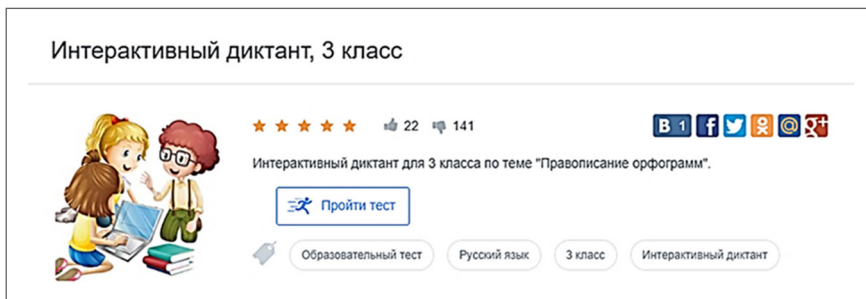 Интерактивный диктант, 3 класс
22 141
В 1 f @ g+
Интерактивный диктант для 3 класса по теме "Правописание орфограмм".
Пройти тест
Образовательный тест Русский язык 3 класс Интерактивный диктант